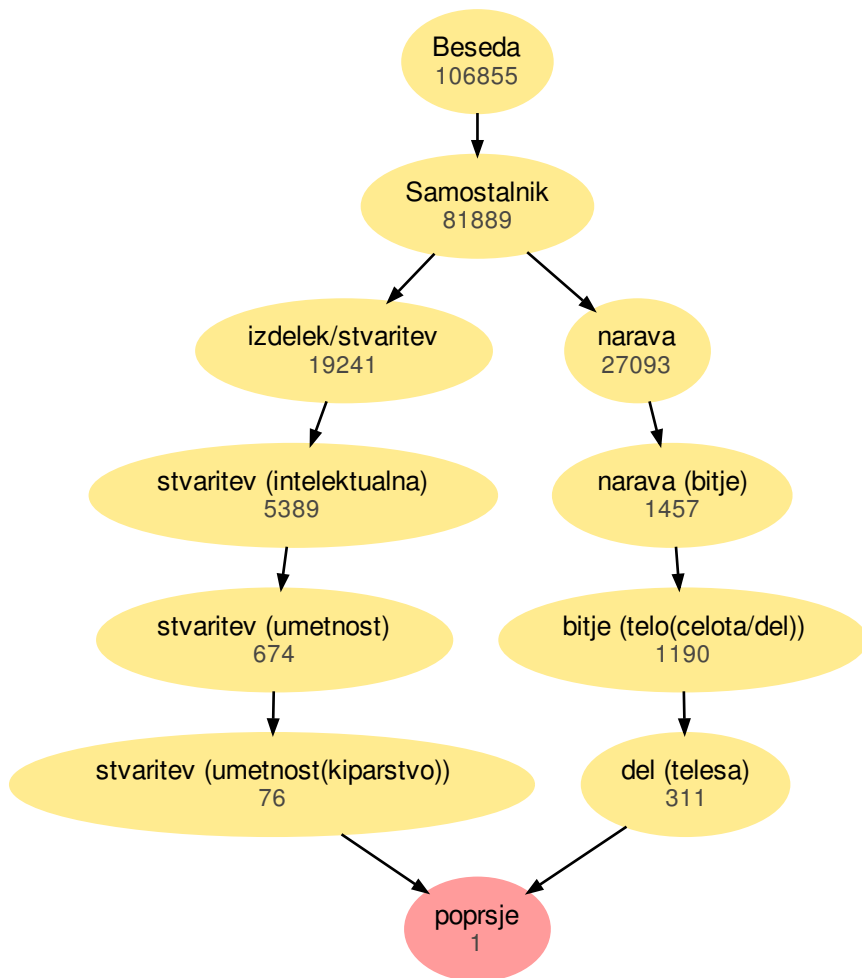 Beseda
106855
Samostalnik
81889
izdelek/stvaritev
19241
narava
27093
stvaritev (intelektualna)
5389
narava (bitje)
1457
stvaritev (umetnost)
674
bitje (telo(celota/del))
1190
stvaritev (umetnost(kiparstvo))
76
del (telesa)
311
poprsje
1